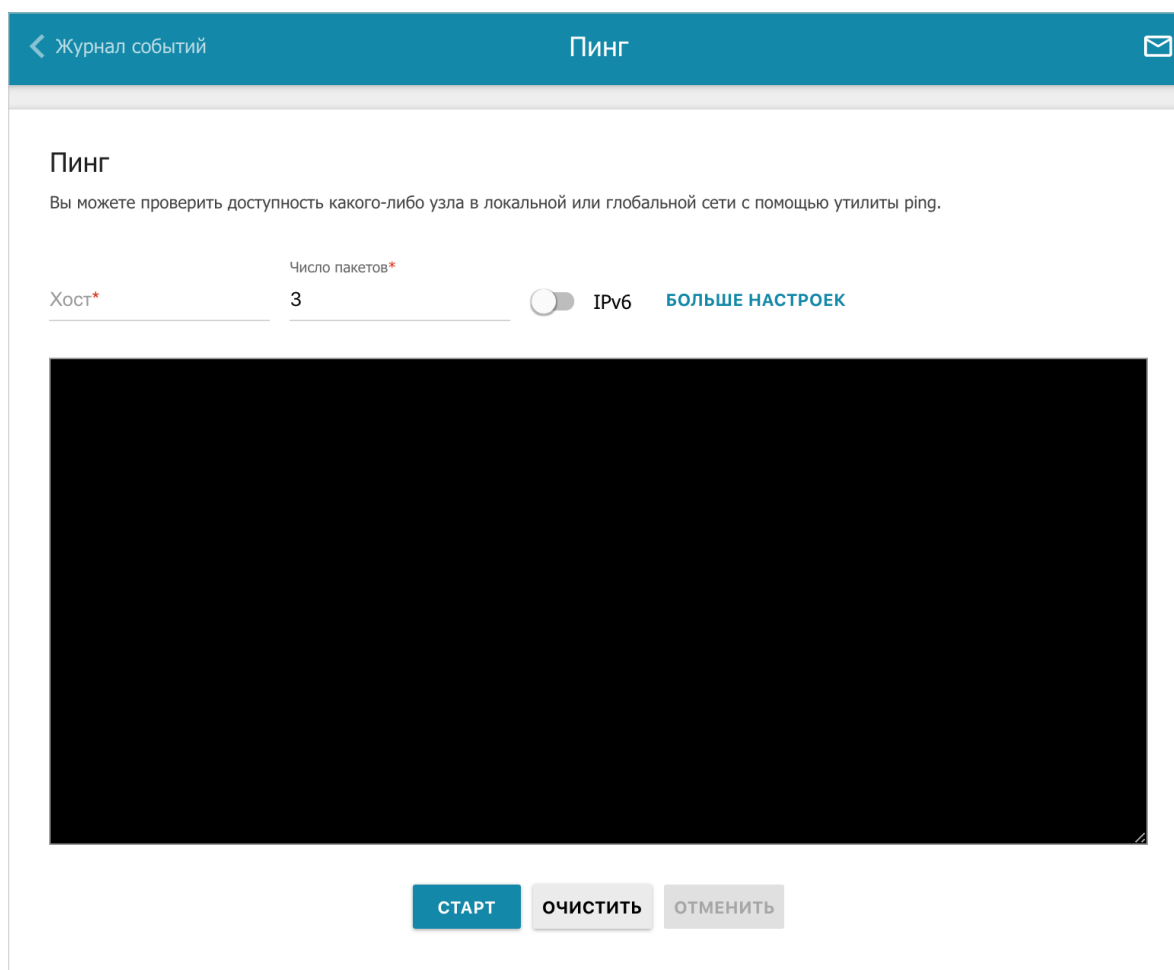 Журнал событий
Пинг
Пинг
Вы можете проверить доступность какого-либо узла в локальной или глобальной сети с помощью утилиты ping.
Число пакетов*
Хост* 3 IPv6 БОЛЬШЕ НАСТРОЕК
СТАРТ ОЧИСТИТЬ ОТМЕНИТЬ